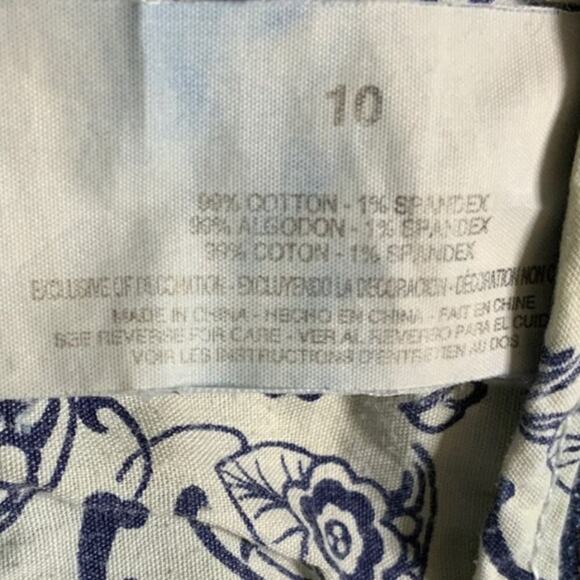 10
99% COTTON - 1% SPANDEX
99% ALGODON - 1% SPANDEX
99% COTON - 1% SPANDEX
EXCLUSIVE OF DECORATION - EXCLUYENDO LA DECORACION - DÉCORATION NON C
MADE IN CHINA - HECHO EN CHINA - FAIT EN CHINE
SEE REVERSE FOR CARE - VER AL REVERSO PARA EL CUID
VOIR LES INSTRUCTIONS D'ENTRETIEN AU DOS